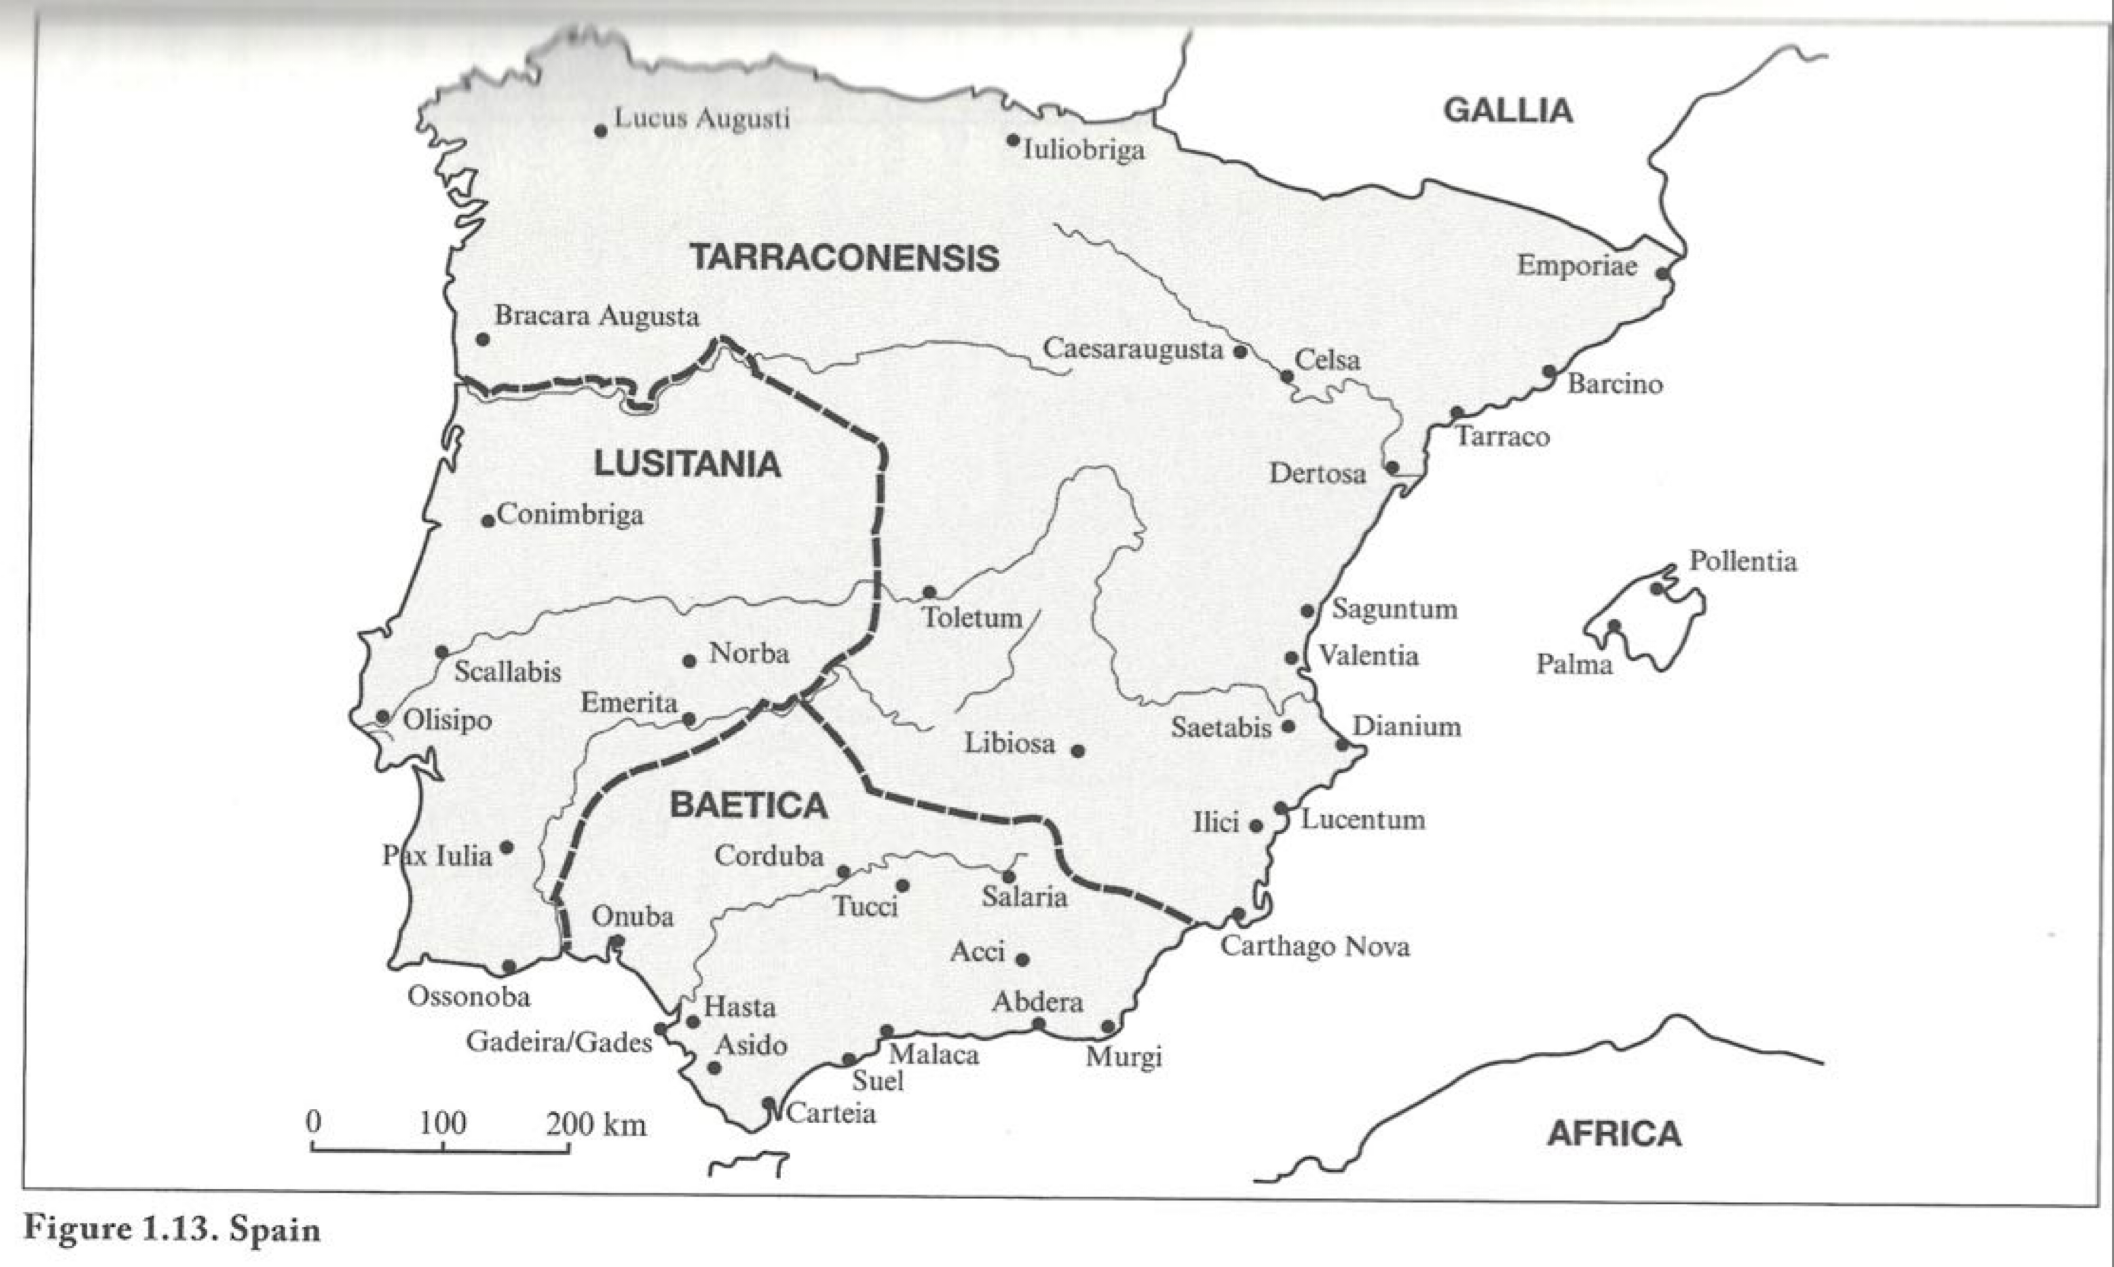 GALLIA
Lucus Augusti
Iuliobriga
TARRACONENSIS
Emporiae
Bracara Augusta
Caesaraugusta
Celsa
Barcino
Tarraco
LUSITANIA
Dertosa
Conimbriga
Pollentia
Toletum
Saguntum
Norba
Valentia
Palma
Scallabis
Emerita
Olisipo
Saetabis
Dianium
Libiosa
BAETICA
Ilici
Lucentum
Pax Iulia
Corduba
Tucci
Salaria
Onuba
Acci
Carthago Nova
Ossonoba
Hasta
Abdera
Gadeira/Gades
Asido
Malaca
Murgi
Suel
Carteia
0 100 200 km
AFRICA
Figure 1.13. Spain